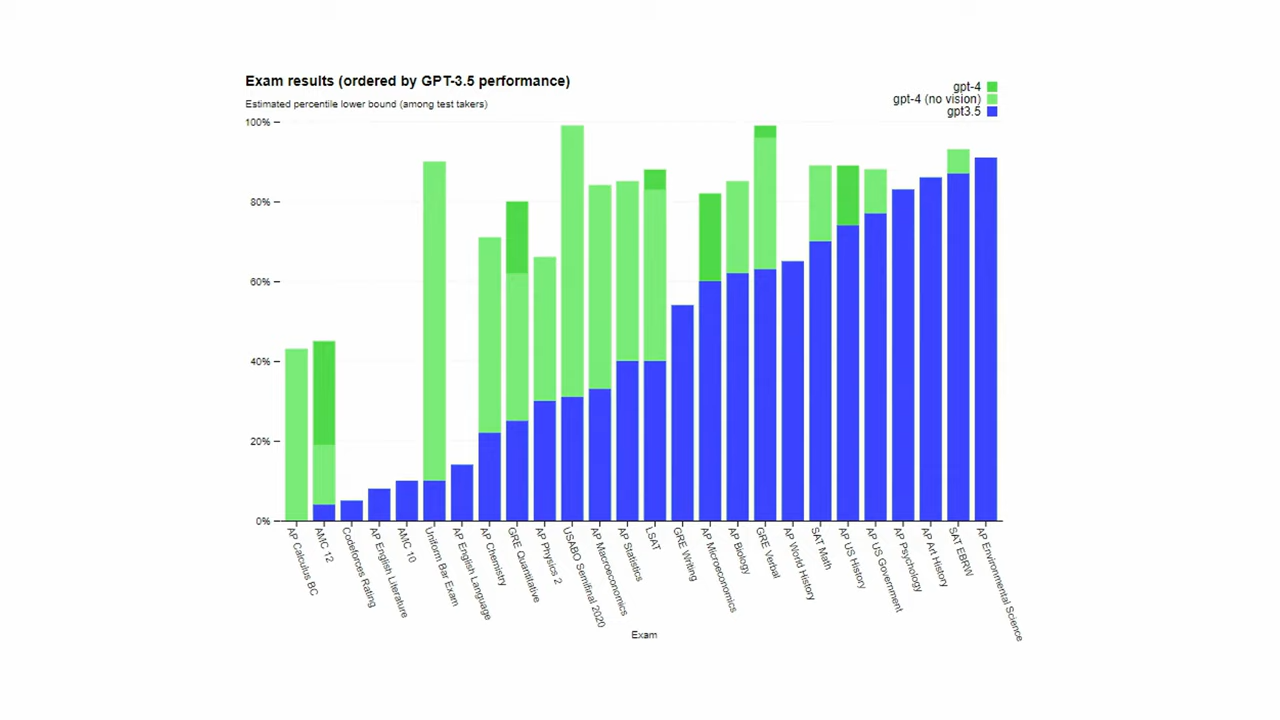 Exam results (ordered by GPT-3.5 performance)
Estimated percentile lower bound (among test takers)
gpt-4
gpt-4 (no vision)
gpt3.5
100%
80%
60%
40%
20%
0%
AP Calculus BC
AMC 12
Codeforces Rating
AP English Literature
AMC 10
Uniform Bar Exam
AP English Language
AP Chemistry
GRE Quantitative
AP Physics 2
USABO Semifinal 2020
AP Macroeconomics
AP Statistics
LSAT
GRE Writing
AP Microeconomics
AP Biology
GRE Verbal
AP World History
SAT Math
AP US History
AP US Government
AP Psychology
AP Art History
SAT EBRW
AP Environmental Science
Exam